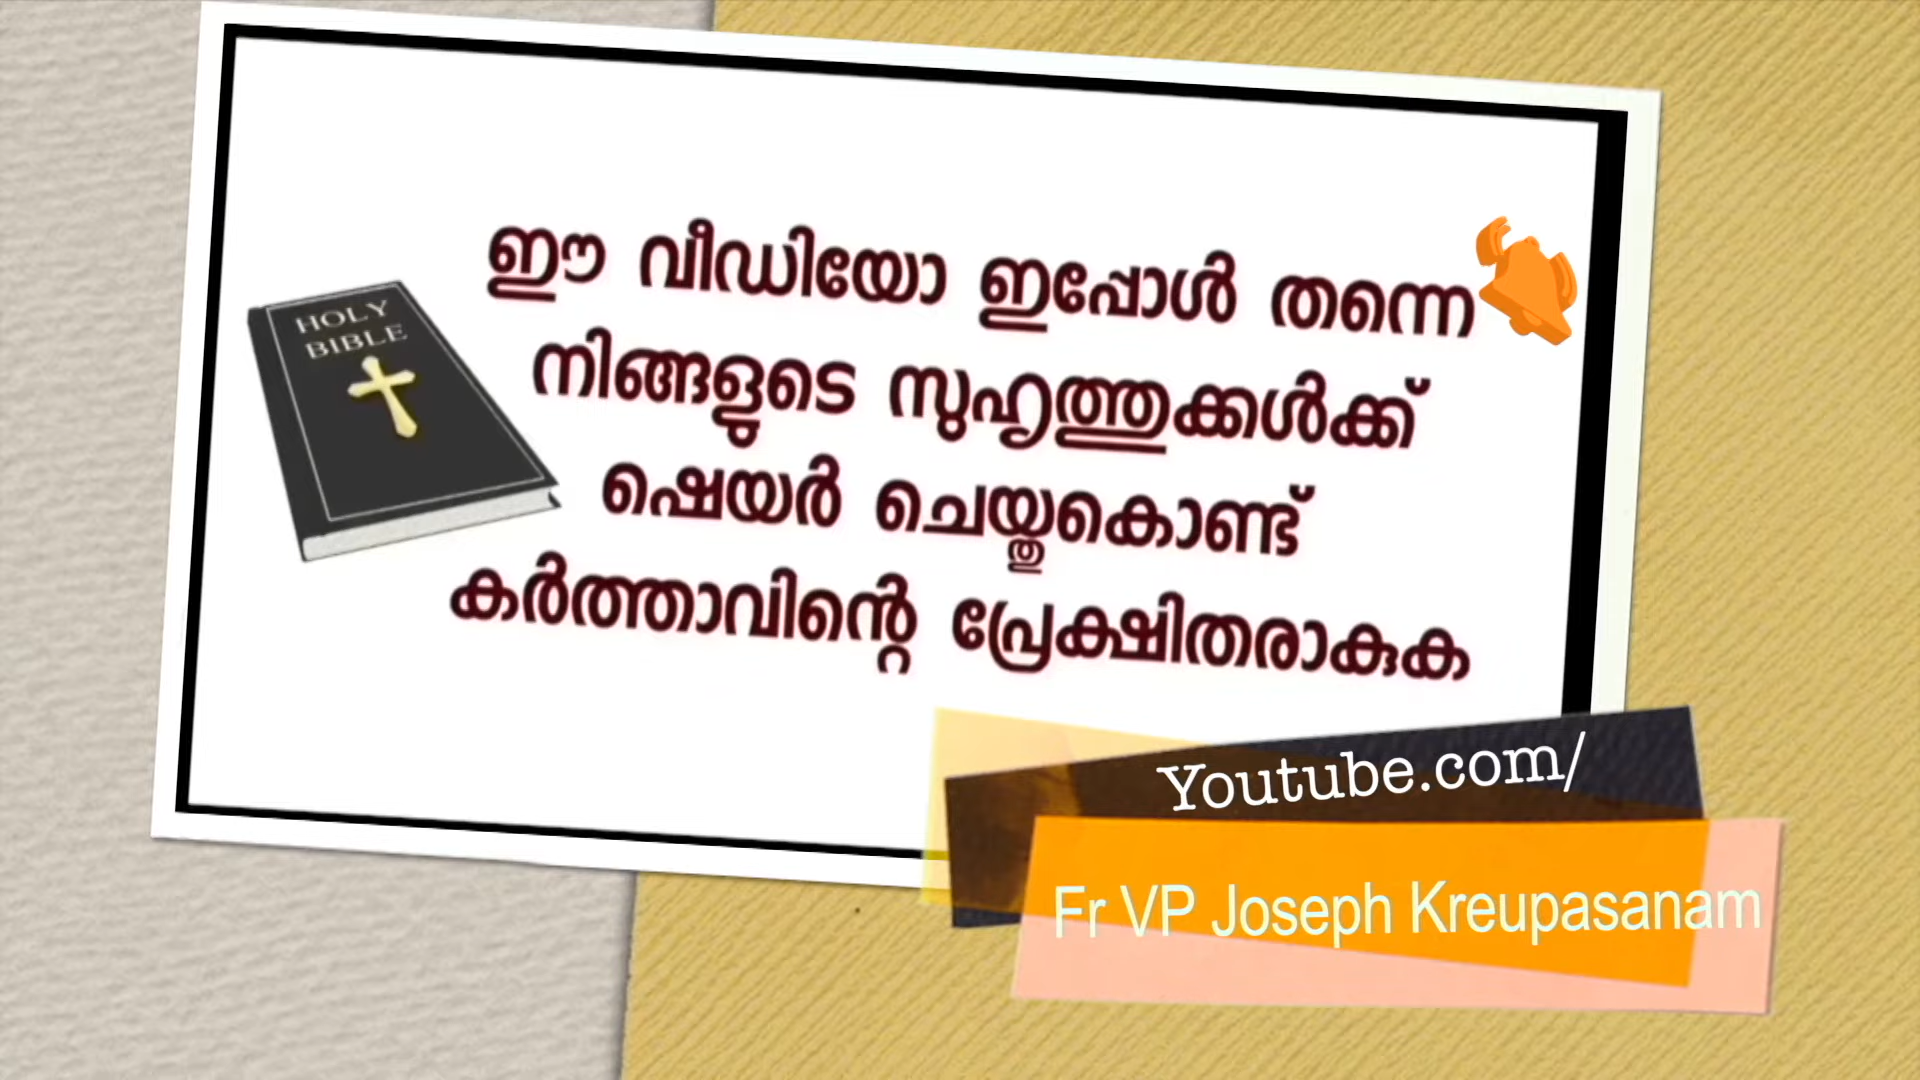 HOLY
BIBLE
ഈ വീഡിയോ ഇപ്പോൾ തന്നെ
നിങ്ങളുടെ സുഹൃത്തുക്കൾക്ക്
ഷെയർ ചെയ്തുകൊണ്ട്
കർത്താവിന്റെ പ്രേക്ഷിതരാകുക
Youtube.com/
Fr VP Joseph Kreupasanam